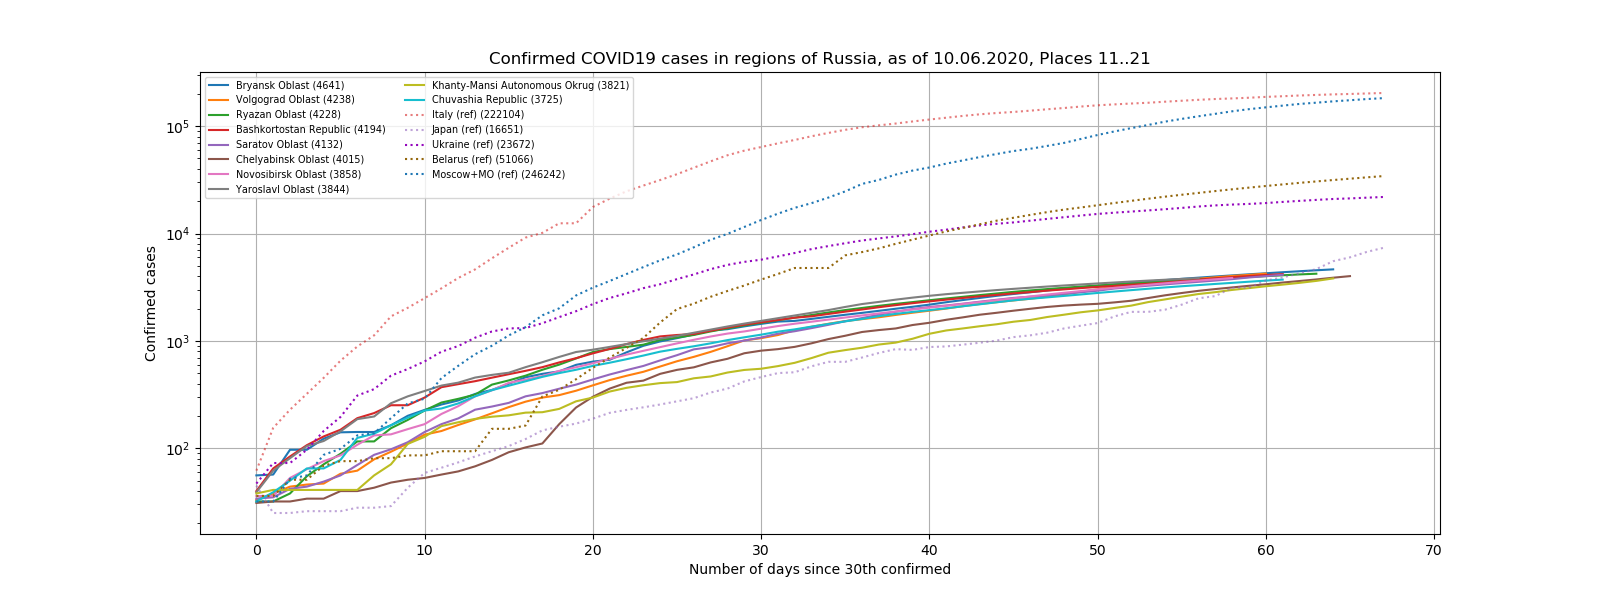 Confirmed COVID19 cases in regions of Russia, as of 10.06.2020, Places 11..21
Bryansk Oblast (4641)
Volgograd Oblast (4238)
Ryazan Oblast (4228)
Bashkortostan Republic (4194)
Saratov Oblast (4132)
Chelyabinsk Oblast (4015)
Novosibirsk Oblast (3858)
Yaroslavl Oblast (3844)
Khanty-Mansi Autonomous Okrug (3821)
Chuvashia Republic (3725)
Italy (ref) (222104)
Japan (ref) (16651)
Ukraine (ref) (23672)
Belarus (ref) (51066)
Moscow+MO (ref) (246242)
Confirmed cases
10⁵
10⁴
10³
10²
0 10 20 30 40 50 60 70
Number of days since 30th confirmed